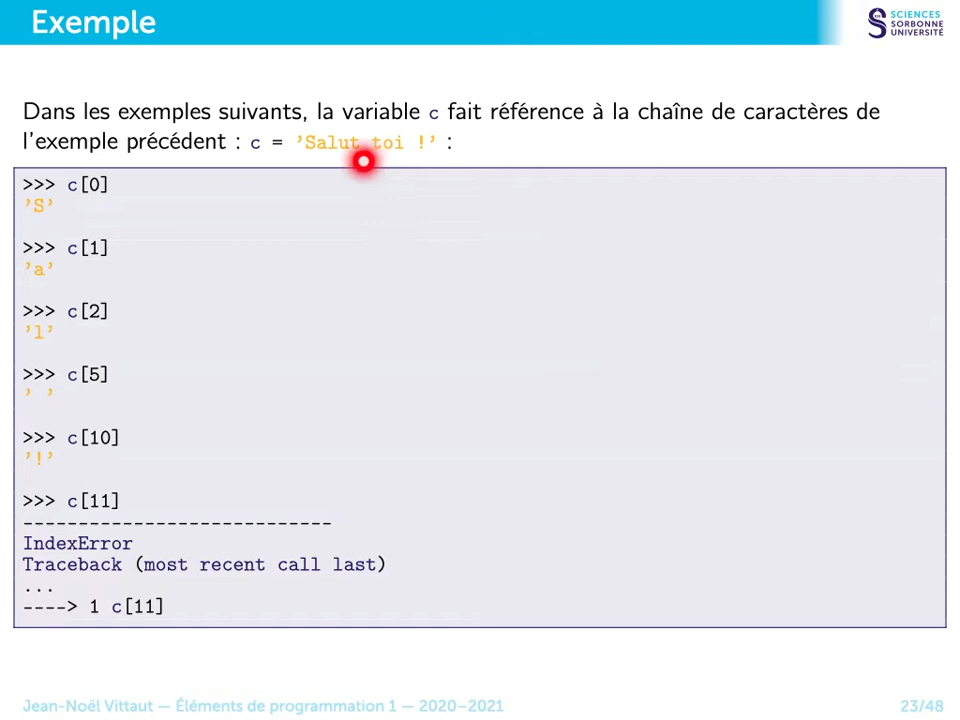 Exemple
SCIENCES
SORBONNE
UNIVERSITÉ
Dans les exemples suivants, la variable c fait référence à la chaîne de caractères de
l'exemple précédent : c = 'Salut toi !' :
>>> c[0]
'S'
>>> c[1]
'a'
>>> c[2]
'l'
>>> c[5]
' '
>>> c[10]
'!'
>>> c[11]
----------------------------
IndexError
Traceback (most recent call last)
...
----> 1 c[11]
Jean-Noël Vittaut — Éléments de programmation 1 — 2020–2021
23/48